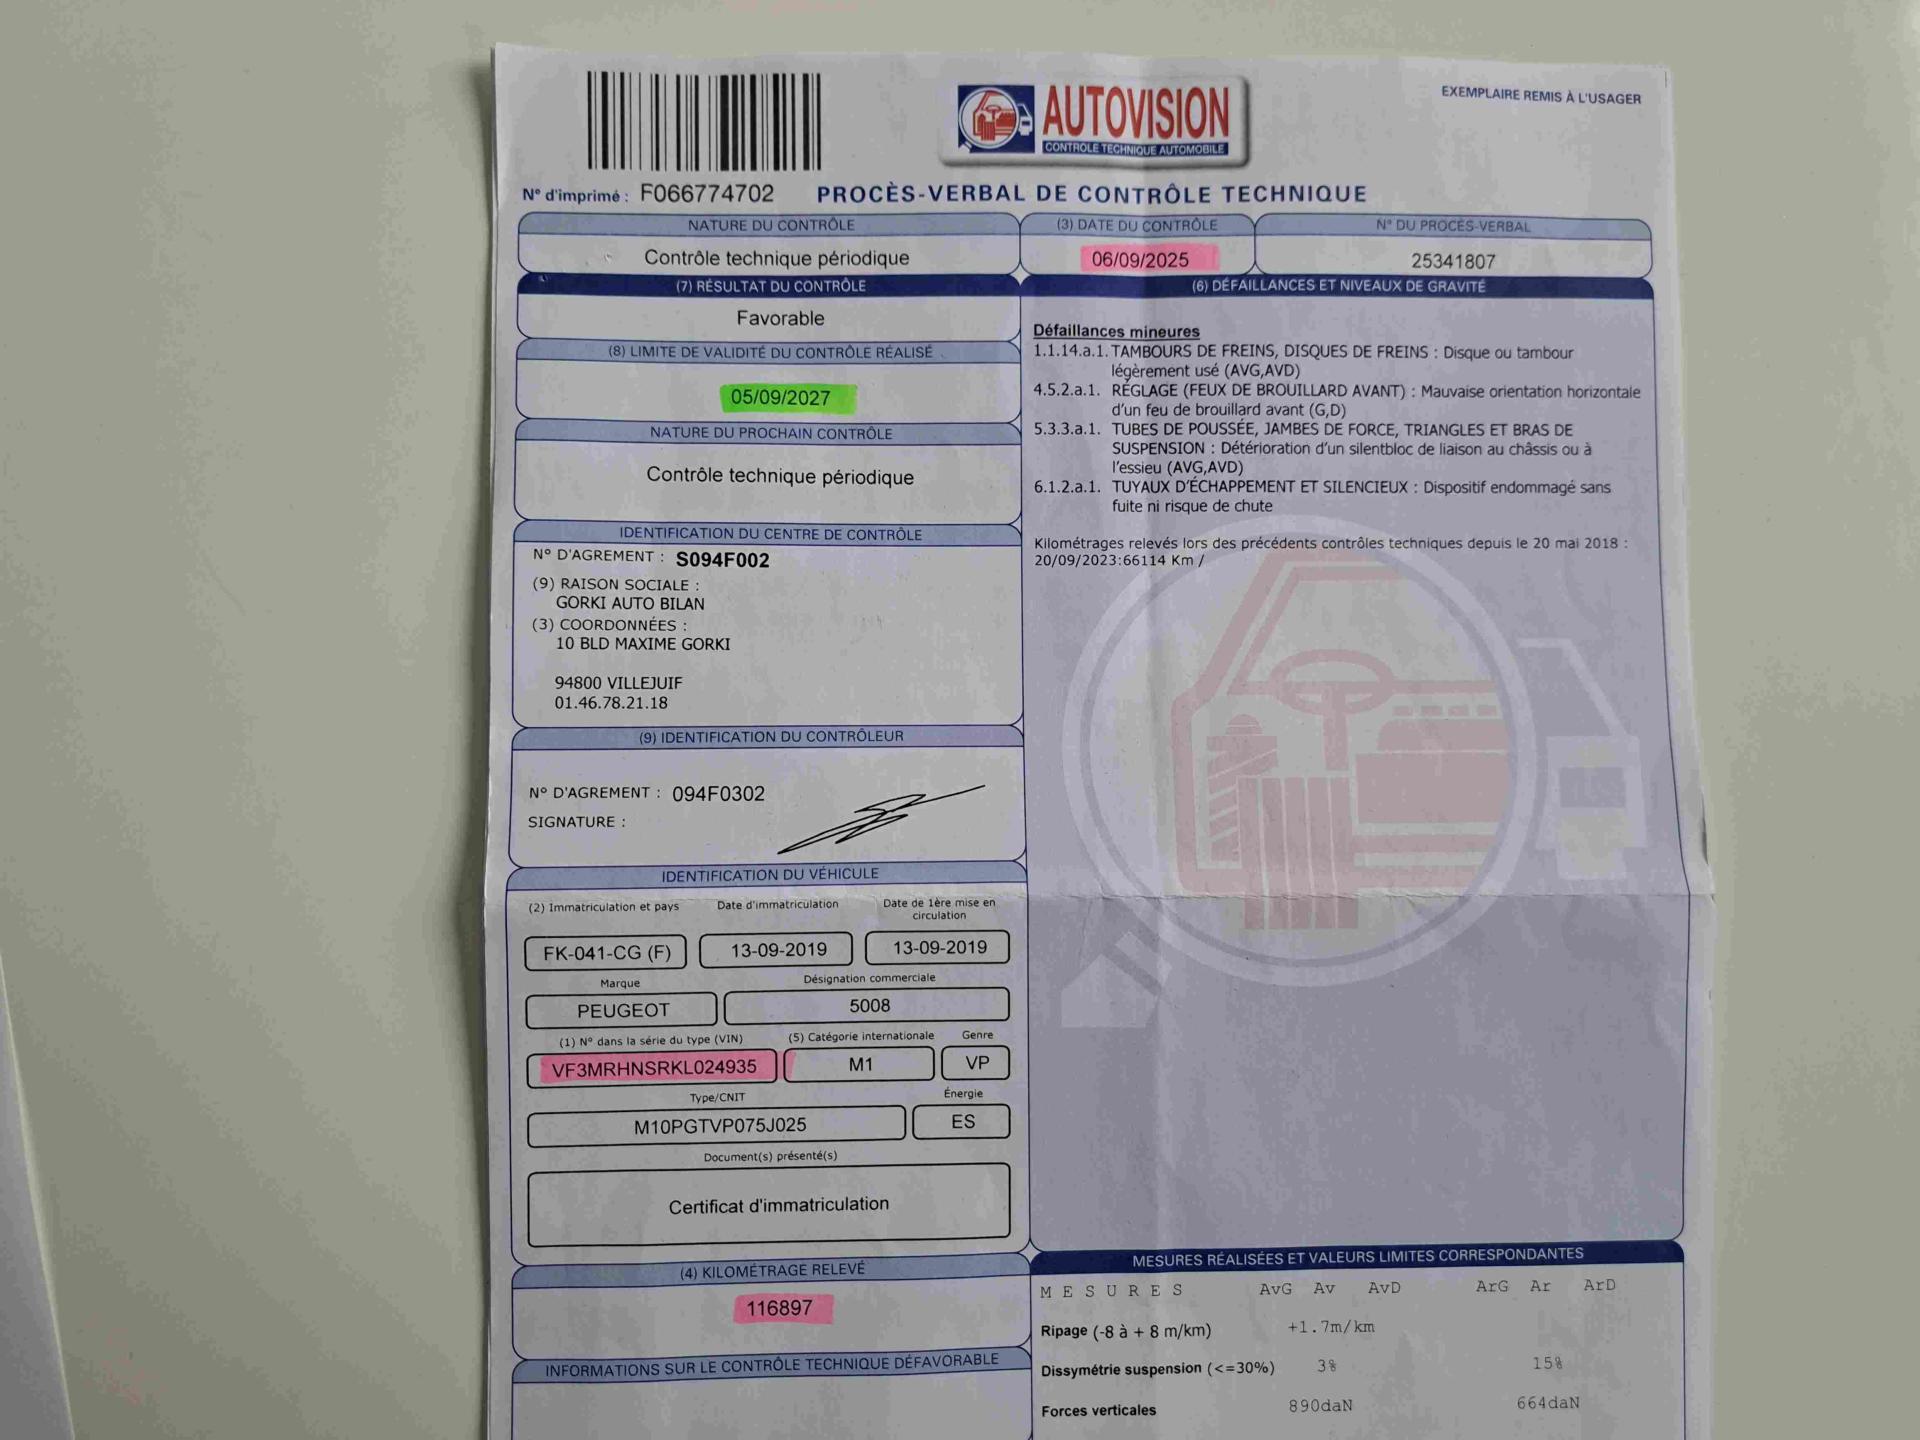 AUTOVISION
CONTRÔLE TECHNIQUE AUTOMOBILE
EXEMPLAIRE REMIS À L'USAGER
N° d'imprimé : F066774702
PROCÈS-VERBAL DE CONTRÔLE TECHNIQUE
NATURE DU CONTRÔLE
Contrôle technique périodique
(3) DATE DU CONTRÔLE
06/09/2025
N° DU PROCÈS-VERBAL
25341807
(7) RÉSULTAT DU CONTRÔLE
Favorable
(8) LIMITE DE VALIDITÉ DU CONTRÔLE RÉALISÉ
05/09/2027
NATURE DU PROCHAIN CONTRÔLE
Contrôle technique périodique
IDENTIFICATION DU CENTRE DE CONTRÔLE
N° D'AGREMENT : S094F002
(9) RAISON SOCIALE :
GORKI AUTO BILAN
(3) COORDONNÉES :
10 BLD MAXIME GORKI
94800 VILLEJUIF
01.46.78.21.18
(9) IDENTIFICATION DU CONTRÔLEUR
N° D'AGREMENT : 094F0302
SIGNATURE :
IDENTIFICATION DU VÉHICULE
(2) Immatriculation et pays
Date d'immatriculation
Date de 1ère mise en
circulation
FK-041-CG (F)
13-09-2019
13-09-2019
Marque
Désignation commerciale
PEUGEOT
5008
(1) N° dans la série du type (VIN)
(5) Catégorie internationale
Genre
VF3MRHNSRKL024935
M1
VP
Type/CNIT
Énergie
M10PGTVP075J025
ES
Document(s) présenté(s)
Certificat d'immatriculation
(4) KILOMÉTRAGE RELEVÉ
116897
INFORMATIONS SUR LE CONTRÔLE TECHNIQUE DÉFAVORABLE
(6) DÉFAILLANCES ET NIVEAUX DE GRAVITÉ
Défaillances mineures
1.1.14.a.1. TAMBOURS DE FREINS, DISQUES DE FREINS : Disque ou tambour
légèrement usé (AVG,AVD)
4.5.2.a.1. RÉGLAGE (FEUX DE BROUILLARD AVANT) : Mauvaise orientation horizontale
d'un feu de brouillard avant (G,D)
5.3.3.a.1. TUBES DE POUSSÉE, JAMBES DE FORCE, TRIANGLES ET BRAS DE
SUSPENSION : Détérioration d'un silentbloc de liaison au châssis ou à
l'essieu (AVG,AVD)
6.1.2.a.1. TUYAUX D'ÉCHAPPEMENT ET SILENCIEUX : Dispositif endommagé sans
fuite ni risque de chute
Kilométrages relevés lors des précédents contrôles techniques depuis le 20 mai 2018 :
20/09/2023:66114 Km /
MESURES RÉALISÉES ET VALEURS LIMITES CORRESPONDANTES
M E S U R E S AvG Av AvD ArG Ar ArD
Ripage (-8 à + 8 m/km) +1.7m/km
Dissymétrie suspension (<=30%) 3% 15%
Forces verticales 890daN 664daN